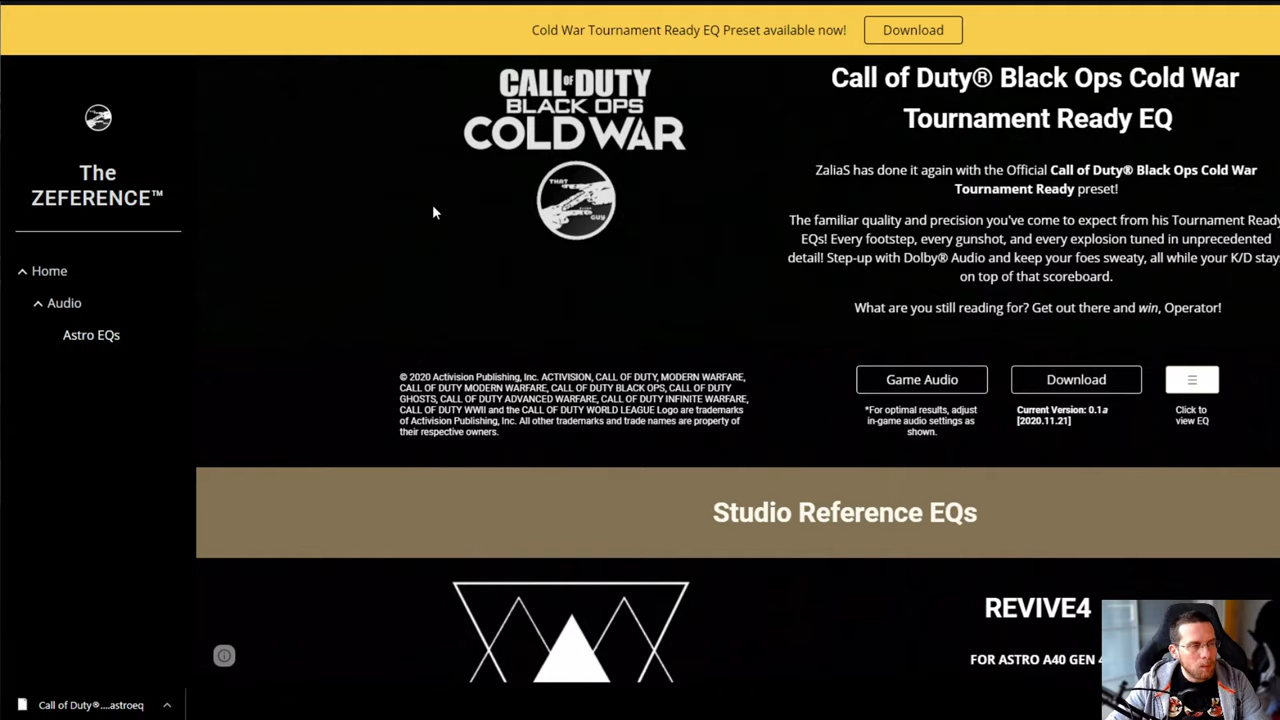 Cold War Tournament Ready EQ Preset available now!
Download
The
ZEFERENCE™
Home
Audio
Astro EQs
CALL OF DUTY
BLACK OPS
COLD WAR
THAT
GUY
Call of Duty® Black Ops Cold War
Tournament Ready EQ
ZaliaS has done it again with the Official Call of Duty® Black Ops Cold War
Tournament Ready preset!
The familiar quality and precision you've come to expect from his Tournament Ready
EQs! Every footstep, every gunshot, and every explosion tuned in unprecedented
detail! Step-up with Dolby® Audio and keep your foes sweaty, all while your K/D stays
on top of that scoreboard.
What are you still reading for? Get out there and win, Operator!
© 2020 Activision Publishing, Inc. ACTIVISION, CALL OF DUTY, MODERN WARFARE,
CALL OF DUTY MODERN WARFARE, CALL OF DUTY BLACK OPS, CALL OF DUTY
GHOSTS, CALL OF DUTY ADVANCED WARFARE, CALL OF DUTY INFINITE WARFARE,
CALL OF DUTY WWII and the CALL OF DUTY WORLD LEAGUE Logo are trademarks
of Activision Publishing, Inc. All other trademarks and trade names are property of
their respective owners.
Game Audio
Download
*For optimal results, adjust
in-game audio settings as
shown.
Current Version: 0.1a
[2020.11.21]
Click to
view EQ
Studio Reference EQs
REVIVE4
FOR ASTRO A40 GEN 4
Call of Duty®....astroeq